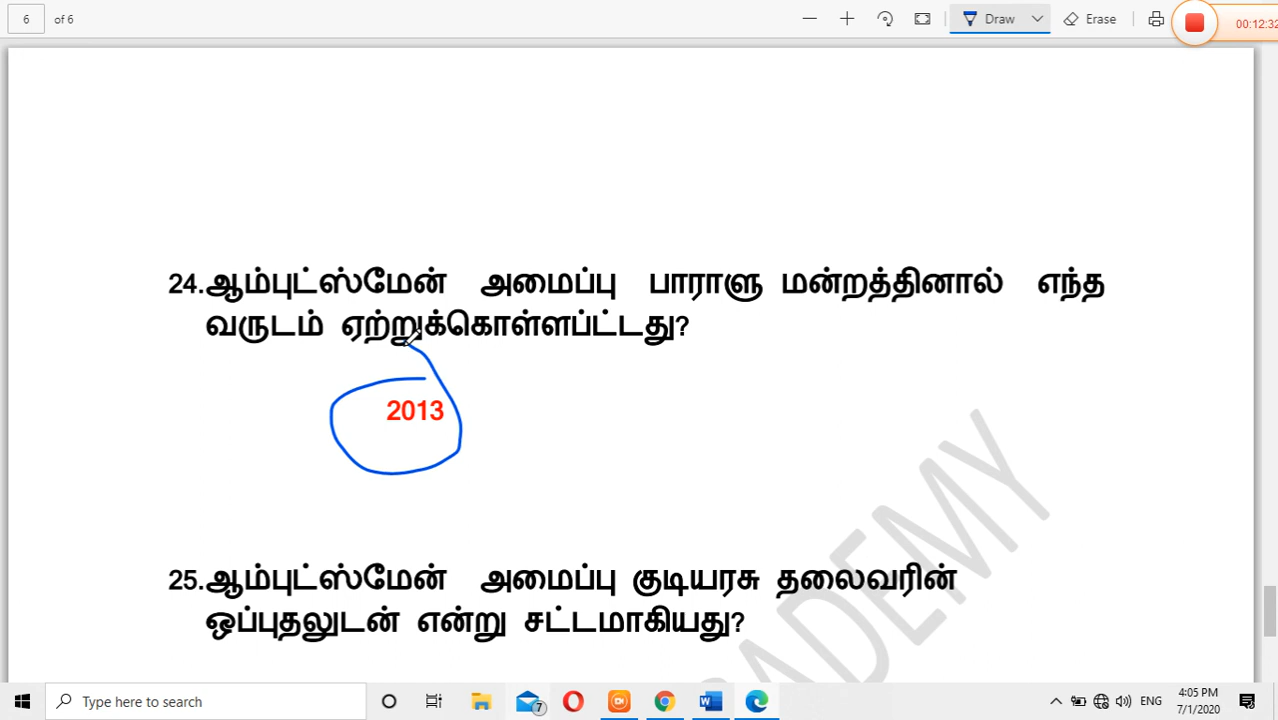 6 of 6
Draw
Erase
00:12:32
24.ஆம்புட்ஸ்மேன் அமைப்பு பாராளு மன்றத்தினால் எந்த
வருடம் ஏற்றுக்கொள்ளப்ட்டது?
2013
25.ஆம்புட்ஸ்மேன் அமைப்பு குடியரசு தலைவரின்
ஒப்புதலுடன் என்று சட்டமாகியது?
ADEMY
Type here to search
7
ENG
4:05 PM
7/1/2020